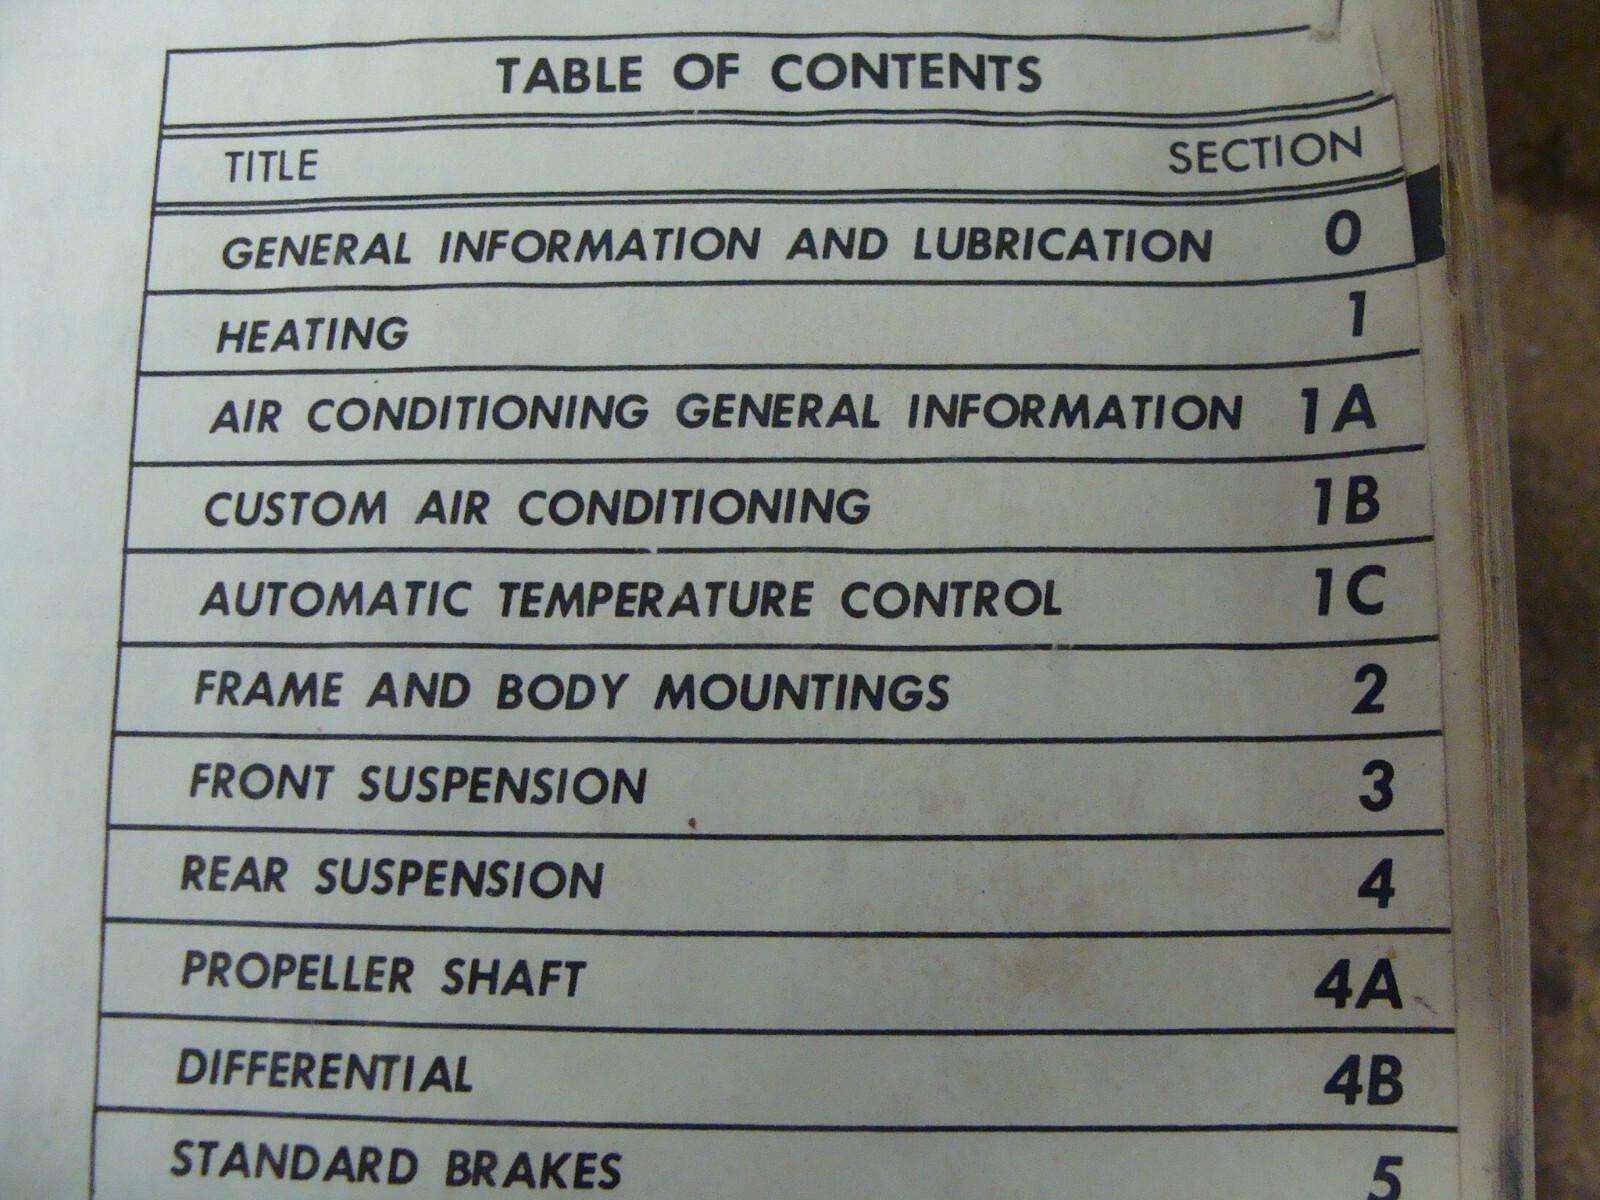 TABLE OF CONTENTS
TITLE SECTION
GENERAL INFORMATION AND LUBRICATION 0
HEATING 1
AIR CONDITIONING GENERAL INFORMATION 1A
CUSTOM AIR CONDITIONING 1B
AUTOMATIC TEMPERATURE CONTROL 1C
FRAME AND BODY MOUNTINGS 2
FRONT SUSPENSION 3
REAR SUSPENSION 4
PROPELLER SHAFT 4A
DIFFERENTIAL 4B
STANDARD BRAKES 5